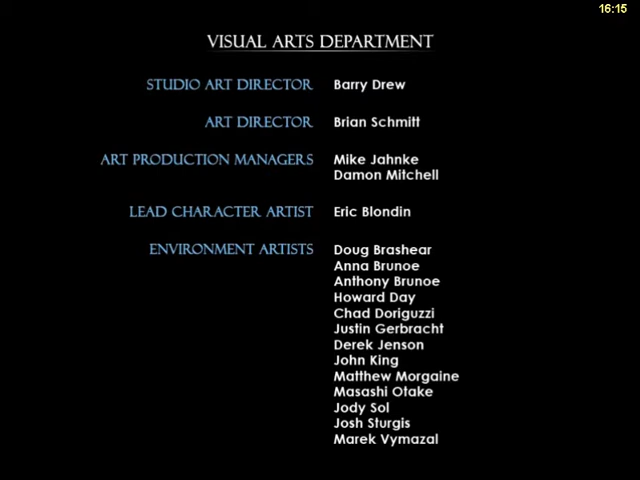 16:15
VISUAL ARTS DEPARTMENT
STUDIO ART DIRECTOR Barry Drew
ART DIRECTOR Brian Schmitt
ART PRODUCTION MANAGERS Mike Jahnke
Damon Mitchell
LEAD CHARACTER ARTIST Eric Blondin
ENVIRONMENT ARTISTS Doug Brashear
Anna Brunoe
Anthony Brunoe
Howard Day
Chad Doriguzzi
Justin Gerbracht
Derek Jenson
John King
Matthew Morgaine
Masashi Otake
Jody Sol
Josh Sturgis
Marek Vymazal